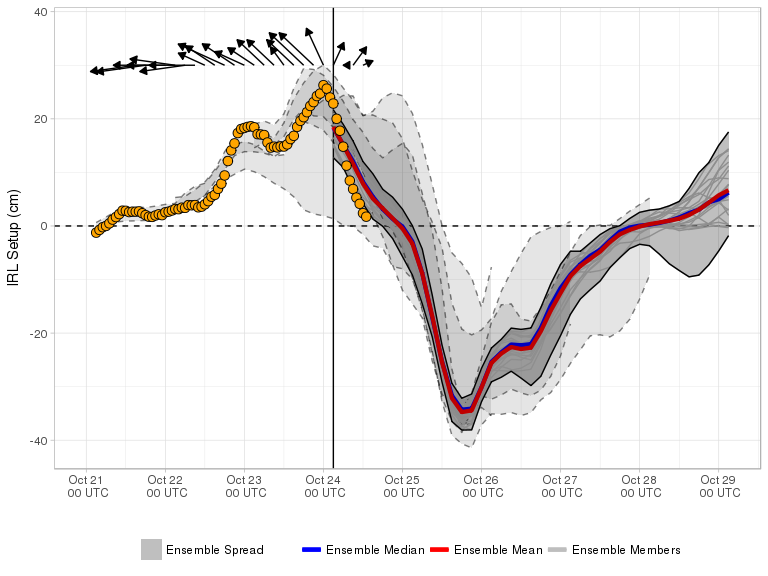 40
20
0
-20
-40
IRL Setup (cm)
Oct 21 Oct 22 Oct 23 Oct 24 Oct 25 Oct 26 Oct 27 Oct 28 Oct 29
00 UTC 00 UTC 00 UTC 00 UTC 00 UTC 00 UTC 00 UTC 00 UTC 00 UTC
Ensemble Spread Ensemble Median Ensemble Mean Ensemble Members